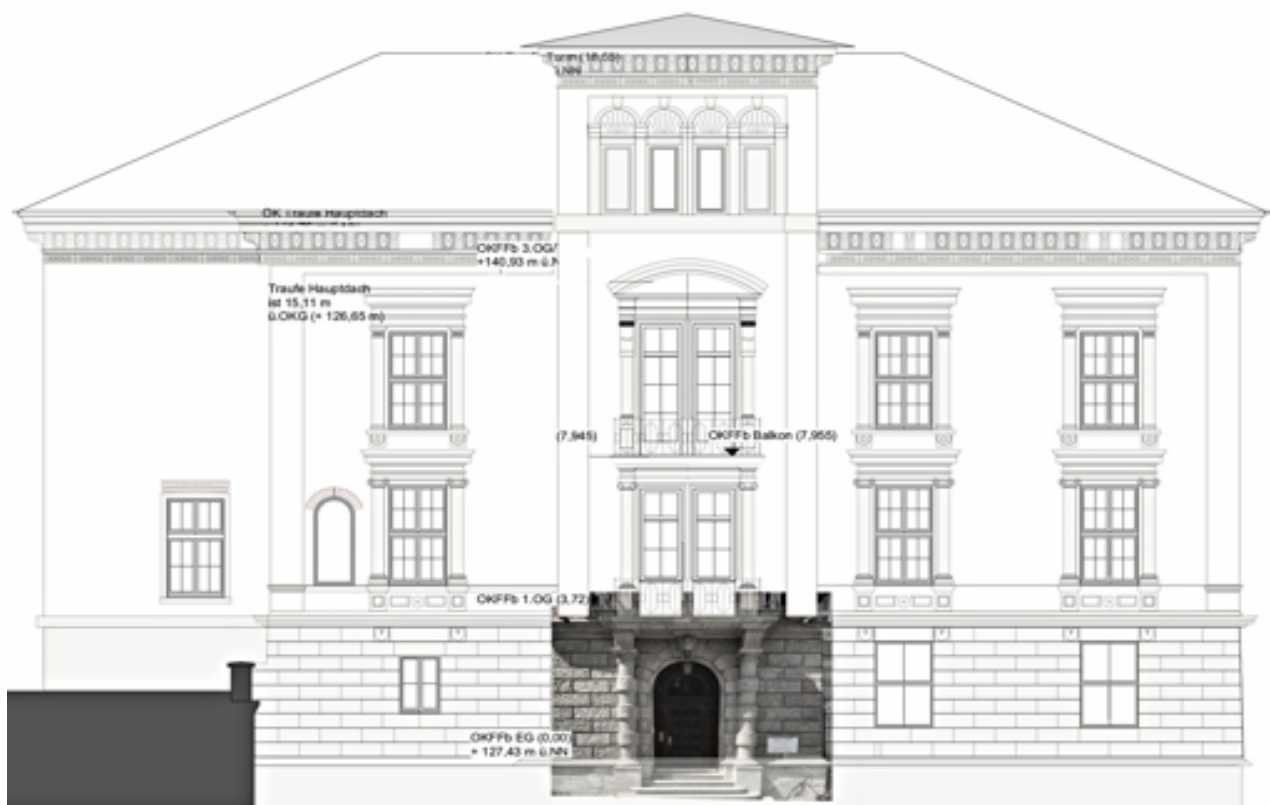 Turm (18,55)
ü.NN
OK Traufe Hauptdach
OKFFb 3.OG/
+140,93 m ü.N
Traufe Hauptdach
ist 15,11 m
ü.OKG (+ 126,65 m)
(7,945)
OKFFb Balkon (7,955)
OKFFb 1.OG (3,72)
OKFFb EG (0,00)
+ 127,43 m ü.NN